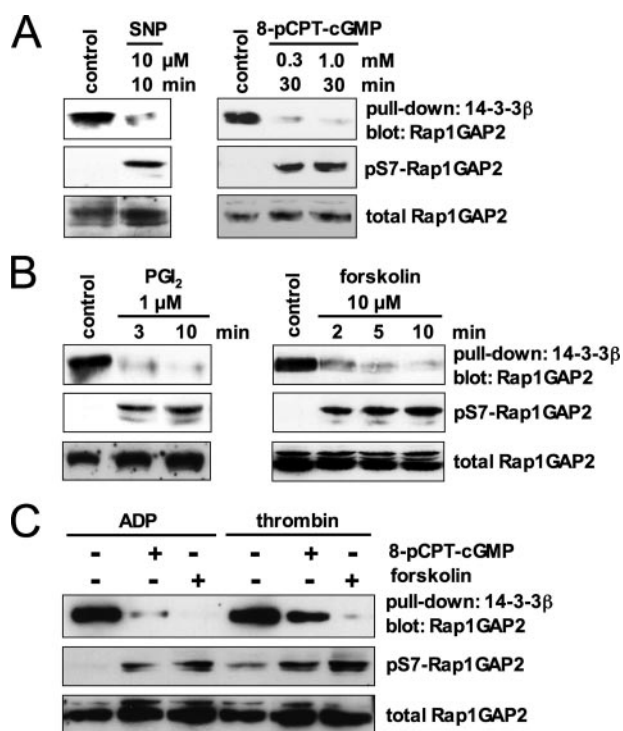 A
control
SNP
10 µM
10 min
control
8-pCPT-cGMP
0.3 1.0 mM
30 30 min
pull-down: 14-3-3β
blot: Rap1GAP2
pS7-Rap1GAP2
total Rap1GAP2
B
control
PGI₂
1 µM
3 10 min
control
forskolin
10 µM
2 5 10 min
pull-down: 14-3-3β
blot: Rap1GAP2
pS7-Rap1GAP2
total Rap1GAP2
C
ADP thrombin
- + - - + - 8-pCPT-cGMP
- - + - - + forskolin
pull-down: 14-3-3β
blot: Rap1GAP2
pS7-Rap1GAP2
total Rap1GAP2